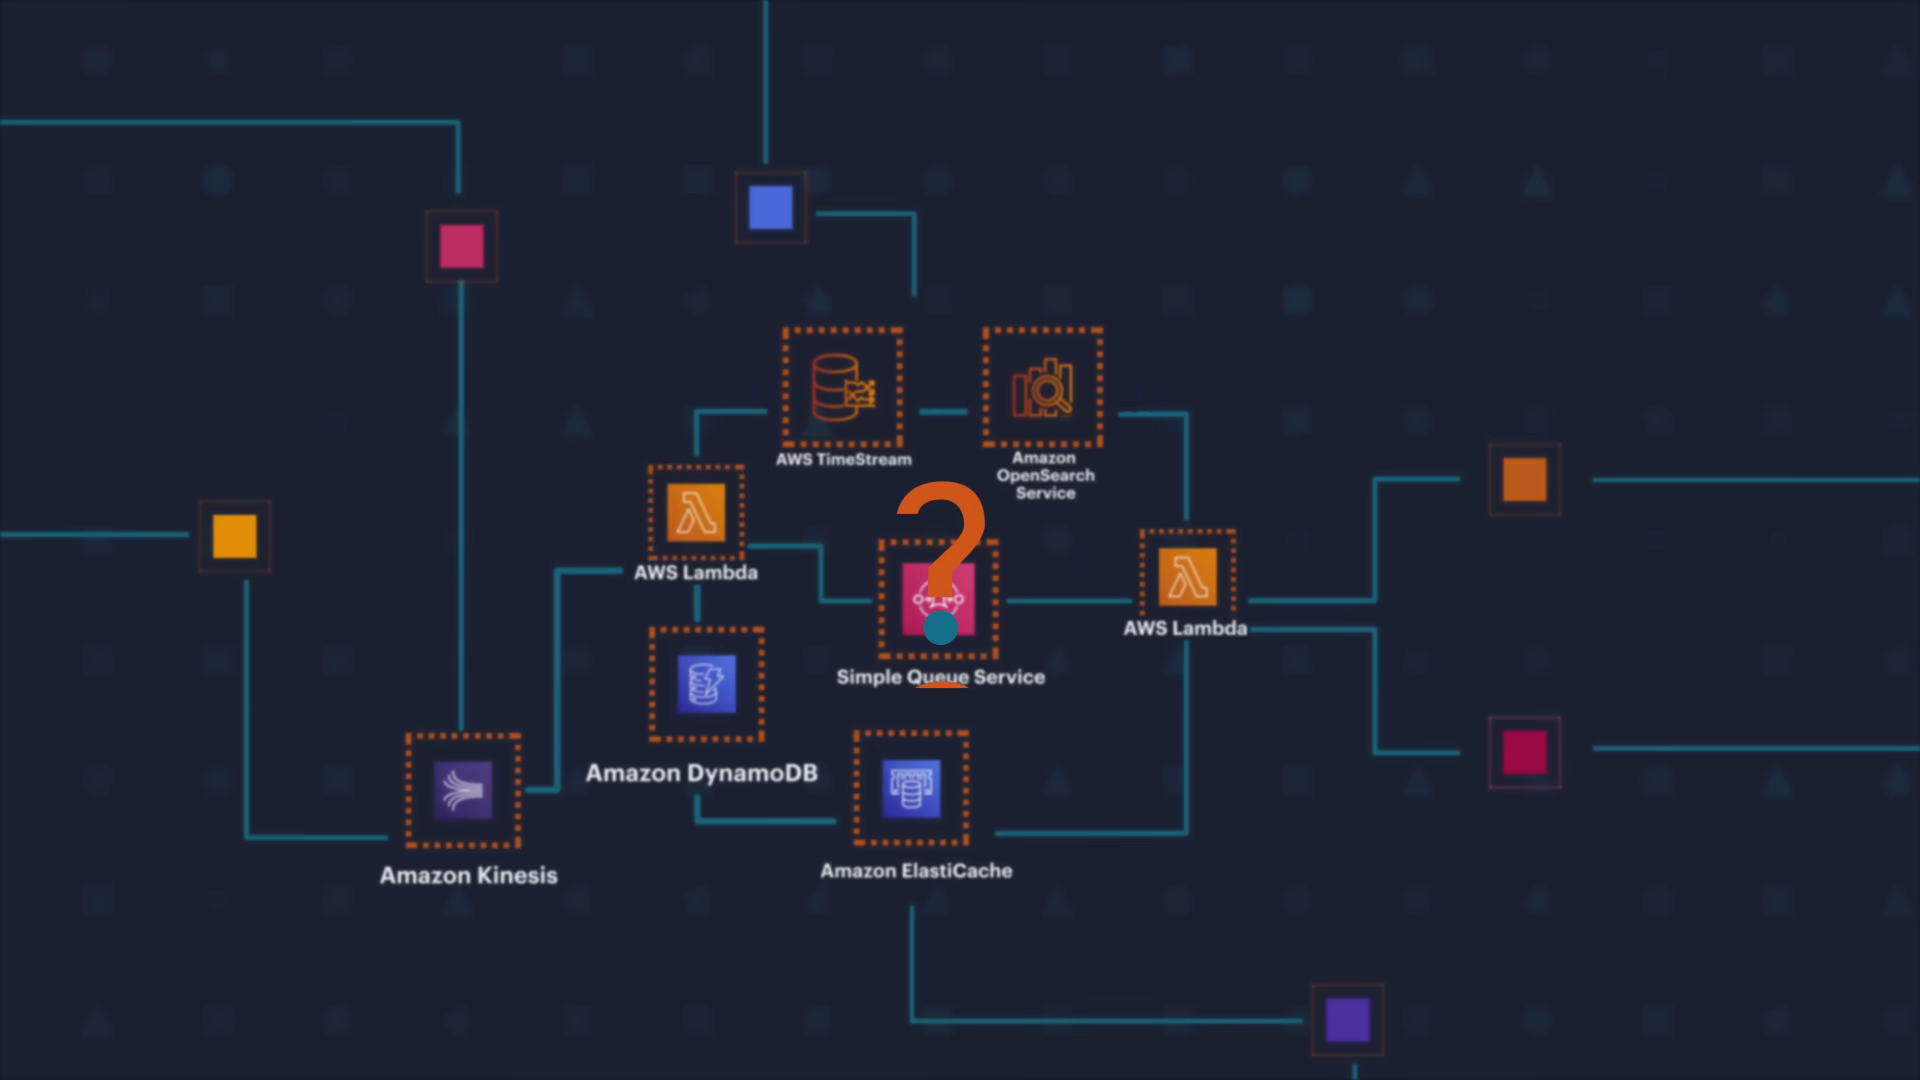 AWS TimeStream
Amazon
OpenSearch
Service
?
AWS Lambda
AWS Lambda
Simple Queue Service
Amazon DynamoDB
Amazon ElastiCache
Amazon Kinesis